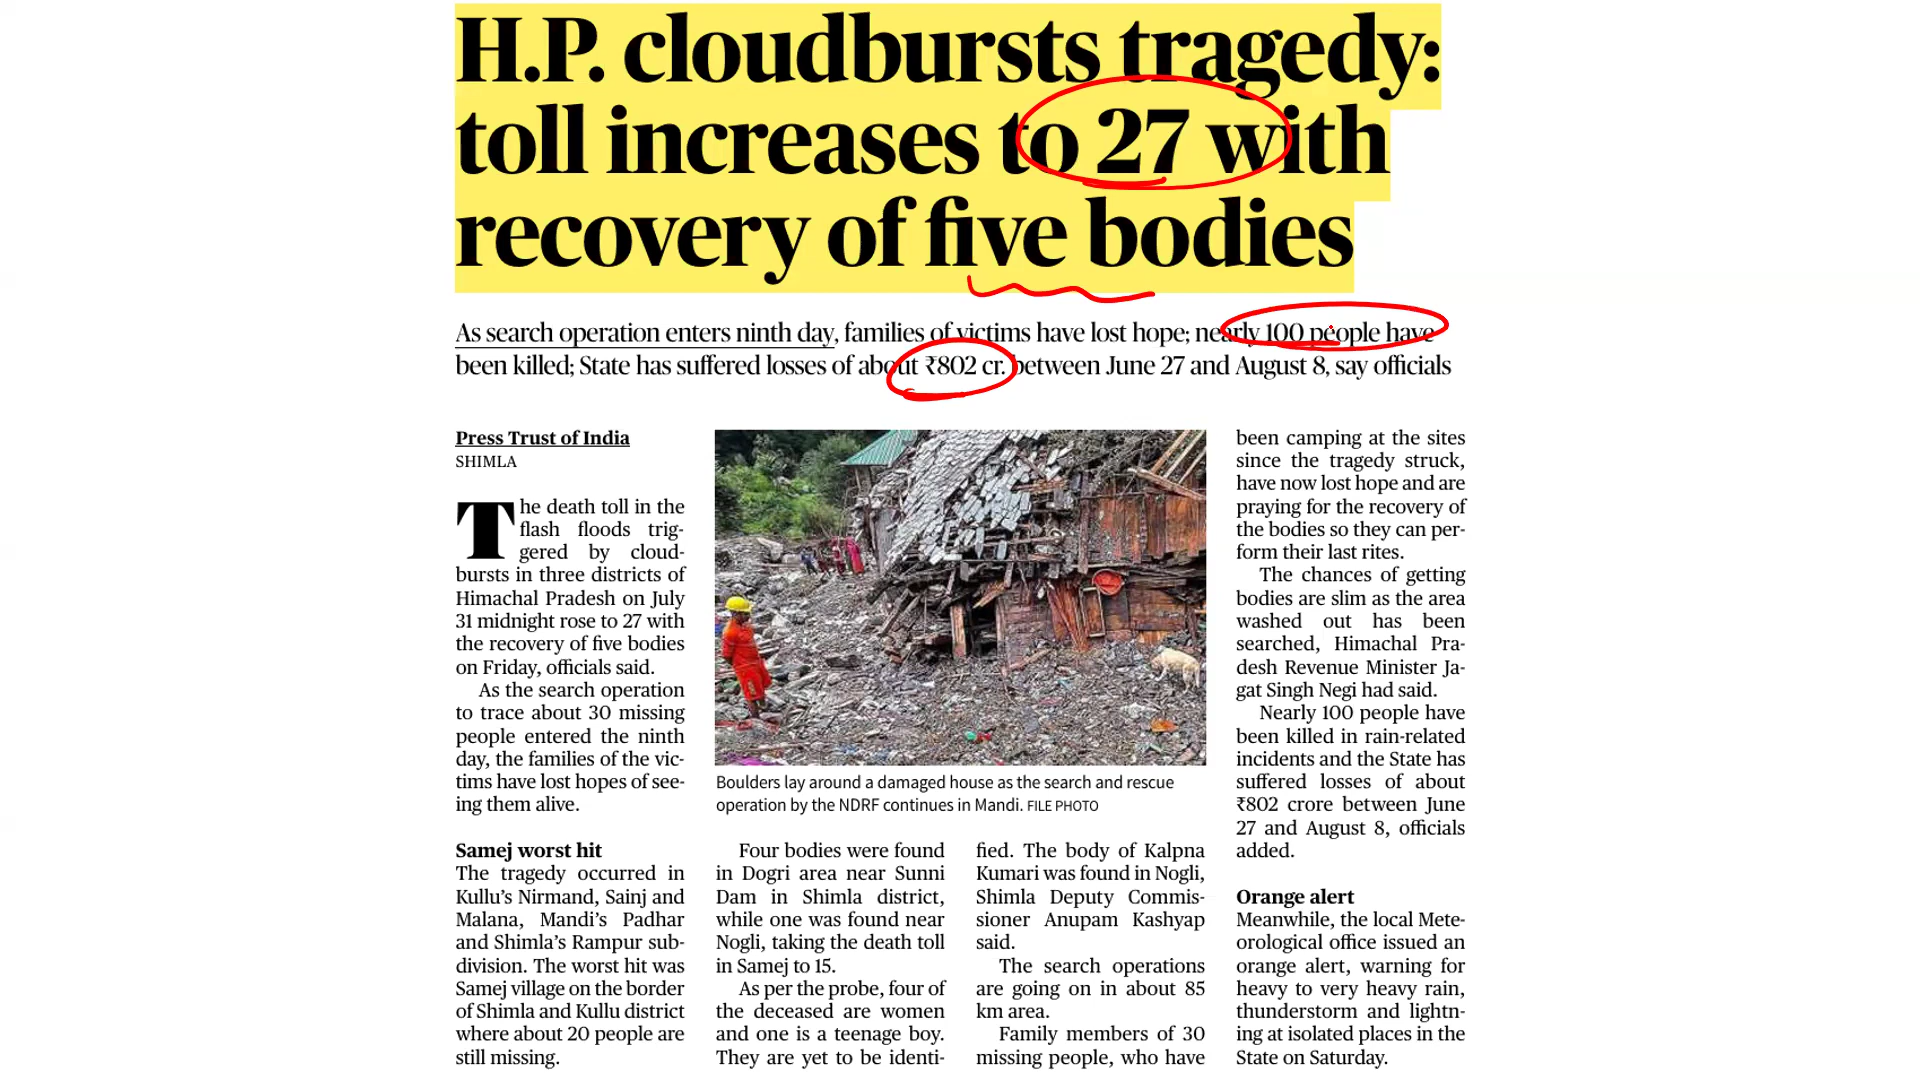 H.P. cloudbursts tragedy:
toll increases to 27 with
recovery of five bodies
As search operation enters ninth day, families of victims have lost hope; nearly 100 people have
been killed; State has suffered losses of about ₹802 cr. between June 27 and August 8, say officials
Press Trust of India
SHIMLA
The death toll in the
flash floods trig-
gered by cloud-
bursts in three districts of
Himachal Pradesh on July
31 midnight rose to 27 with
the recovery of five bodies
on Friday, officials said.
As the search operation
to trace about 30 missing
people entered the ninth
day, the families of the vic-
tims have lost hopes of see-
ing them alive.
Samej worst hit
The tragedy occurred in
Kullu's Nirmand, Sainj and
Malana, Mandi's Padhar
and Shimla's Rampur sub-
division. The worst hit was
Samej village on the border
of Shimla and Kullu district
where about 20 people are
still missing.
Boulders lay around a damaged house as the search and rescue
operation by the NDRF continues in Mandi. FILE PHOTO
Four bodies were found
in Dogri area near Sunni
Dam in Shimla district,
while one was found near
Nogli, taking the death toll
in Samej to 15.
As per the probe, four of
the deceased are women
and one is a teenage boy.
They are yet to be identi-
fied. The body of Kalpna
Kumari was found in Nogli,
Shimla Deputy Commis-
sioner Anupam Kashyap
said.
The search operations
are going on in about 85
km area.
Family members of 30
missing people, who have
been camping at the sites
since the tragedy struck,
have now lost hope and are
praying for the recovery of
the bodies so they can per-
form their last rites.
The chances of getting
bodies are slim as the area
washed out has been
searched, Himachal Pra-
desh Revenue Minister Ja-
gat Singh Negi had said.
Nearly 100 people have
been killed in rain-related
incidents and the State has
suffered losses of about
₹802 crore between June
27 and August 8, officials
added.
Orange alert
Meanwhile, the local Mete-
orological office issued an
orange alert, warning for
heavy to very heavy rain,
thunderstorm and lightn-
ing at isolated places in the
State on Saturday.